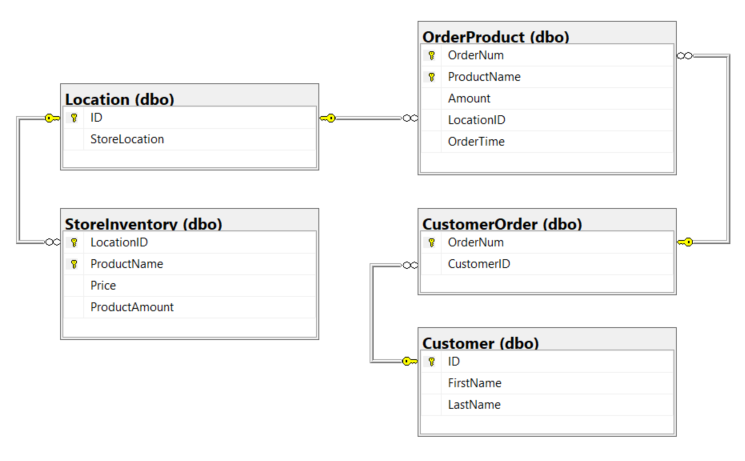 Location (dbo)
ID
StoreLocation
StoreInventory (dbo)
LocationID
ProductName
Price
ProductAmount
OrderProduct (dbo)
OrderNum
ProductName
Amount
LocationID
OrderTime
CustomerOrder (dbo)
OrderNum
CustomerID
Customer (dbo)
ID
FirstName
LastName